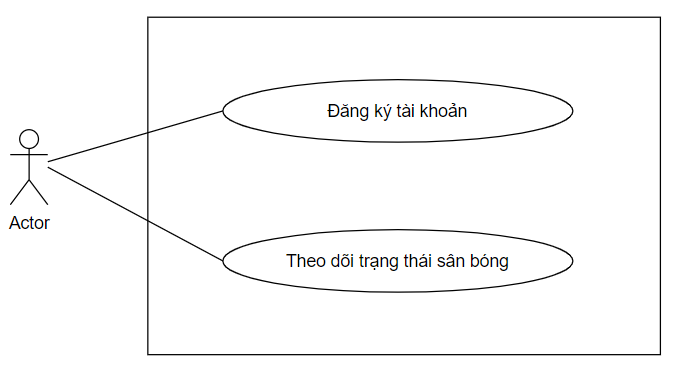 Đăng ký tài khoản
Actor
Theo dõi trạng thái sân bóng